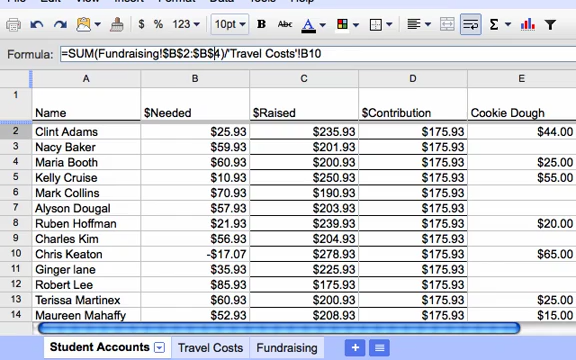 $ % 123 10pt B Abc A Σ
Formula: =SUM(Fundraising!$B$2:$B$4)/'Travel Costs'!B10
A B C D E
1 Name $Needed $Raised $Contribution Cookie Dough
2 Clint Adams $25.93 $235.93 $175.93 $44.00
3 Nacy Baker $59.93 $201.93 $175.93
4 Maria Booth $60.93 $200.93 $175.93 $25.00
5 Kelly Cruise $10.93 $250.93 $175.93 $55.00
6 Mark Collins $70.93 $190.93 $175.93
7 Alyson Dougal $57.93 $203.93 $175.93
8 Ruben Hoffman $21.93 $239.93 $175.93 $20.00
9 Charles Kim $56.93 $204.93 $175.93
10 Chris Keaton -$17.07 $278.93 $175.93 $65.00
11 Ginger lane $35.93 $225.93 $175.93
12 Robert Lee $85.93 $175.93 $175.93
13 Terissa Martinex $60.93 $200.93 $175.93 $25.00
14 Maureen Mahaffy $52.93 $208.93 $175.93 $15.00
Student Accounts Travel Costs Fundraising +